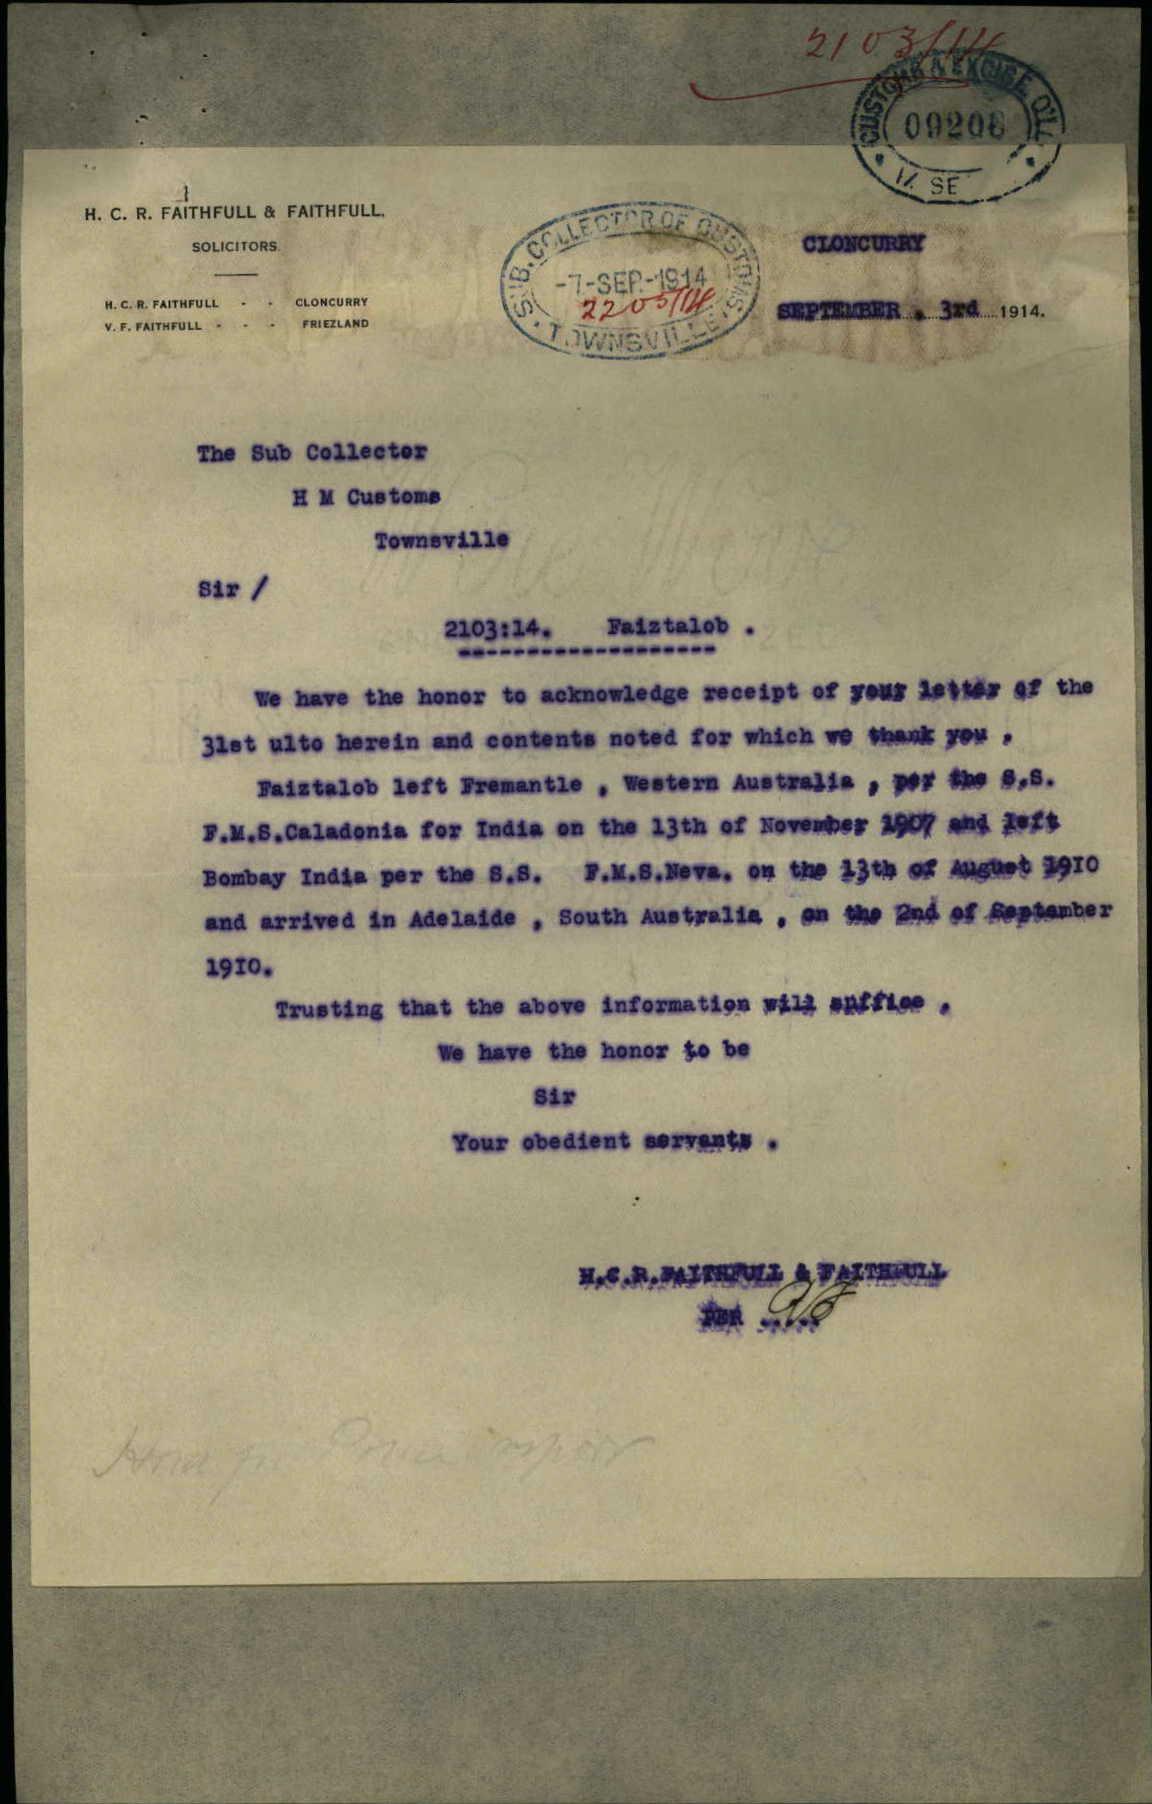 2103/14
CUSTOMS & EXCISE Q'L
09208
SE
H. C. R. FAITHFULL & FAITHFULL.
SOLICITORS.
H. C. R. FAITHFULL - - CLONCURRY
V. F. FAITHFULL - - - FRIEZLAND
SUB. COLLECTOR OF CUSTOMS
-7-SEP.-1914
2205/14
TOWNSVILLE
CLONCURRY
SEPTEMBER . 3rd 1914.
The Sub Collector
H M Customs
Townsville
Sir /
2103:14. Faiztalob .
-------------------
We have the honor to acknowledge receipt of your letter of the
31st ulto herein and contents noted for which we thank you .
Faiztalob left Fremantle , Western Australia , per the S.S.
F.M.S.Caladonia for India on the 13th of November 1907 and left
Bombay India per the S.S. F.M.S.Neva. on the 13th of August 1910
and arrived in Adelaide , South Australia , on the 2nd of September
1910.
Trusting that the above information will suffice .
We have the honor to be
Sir
Your obedient servants .
H.C.R.FAITHFULL & FAITHFULL
PER .....